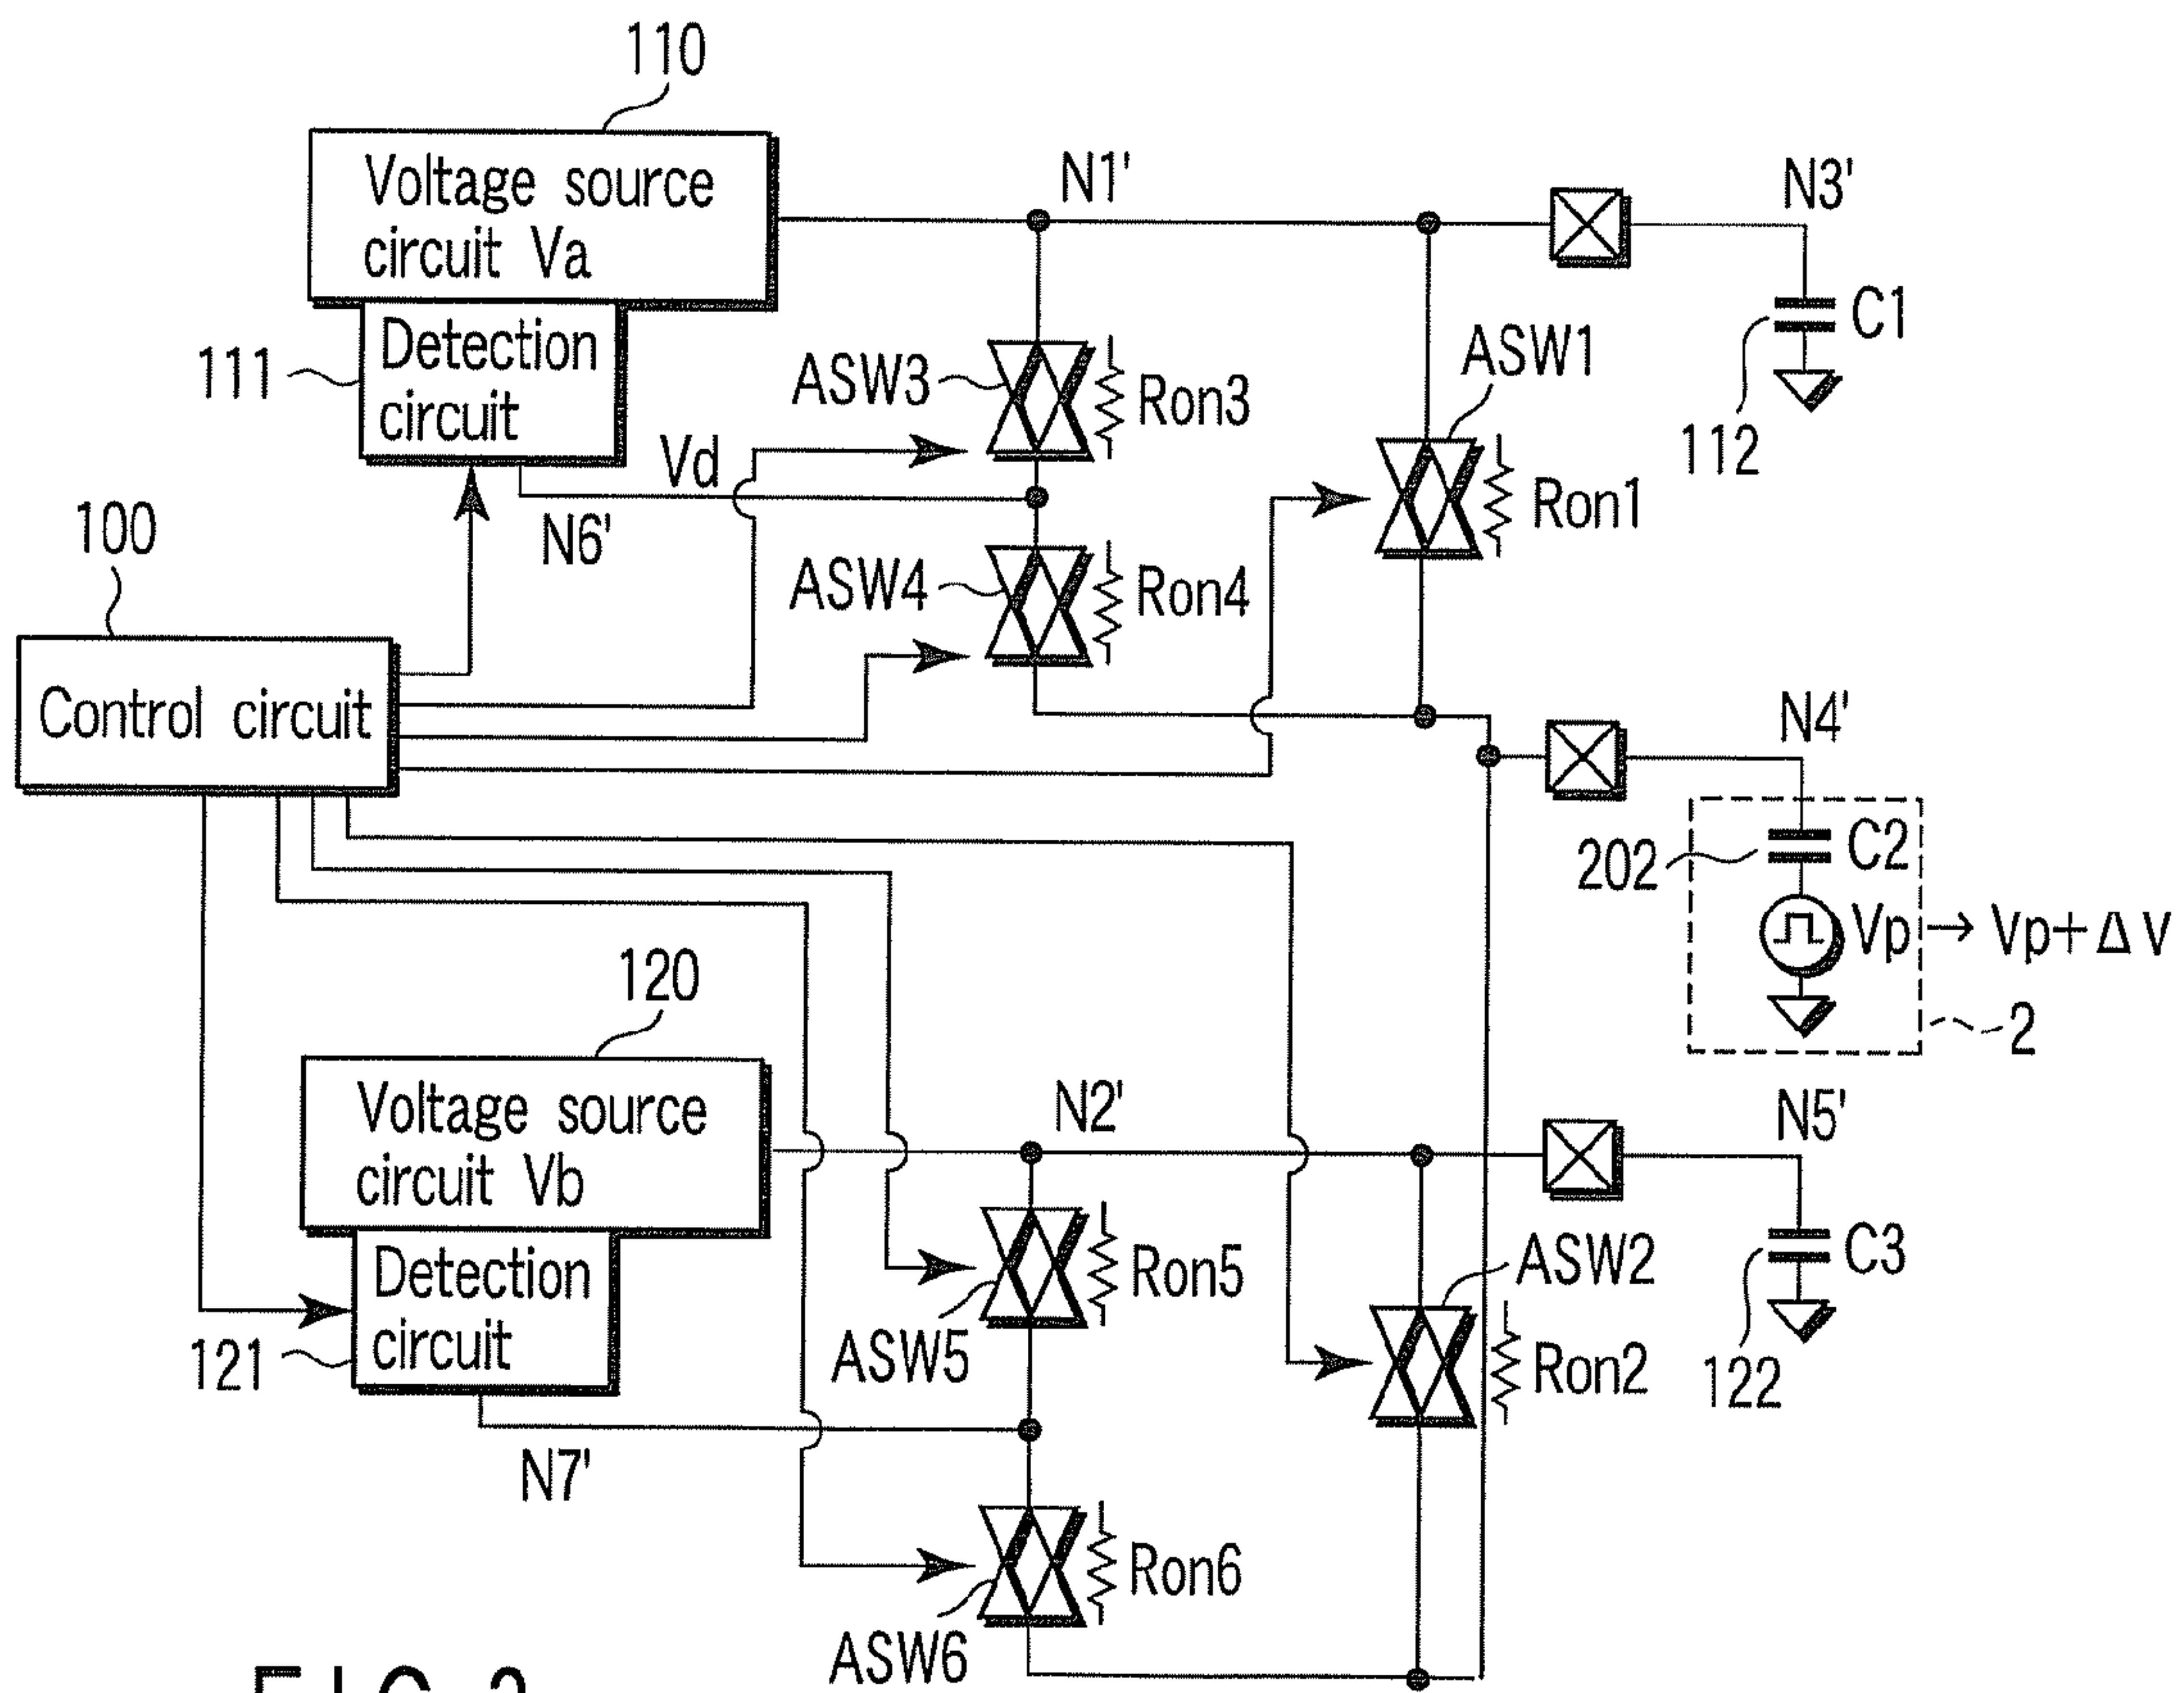 110
Voltage source
circuit Va
N1'
N3'
C1
112
Detection
circuit
111
Vd
N6'
ASW3
Ron3
ASW1
Ron1
ASW4
Ron4
100
Control circuit
N4'
202
C2
Vp → Vp+ΔV
2
120
Voltage source
circuit Vb
N2'
N5'
C3
122
Detection
circuit
121
N7'
Ron5
ASW5
ASW2
Ron2
Ron6
ASW6